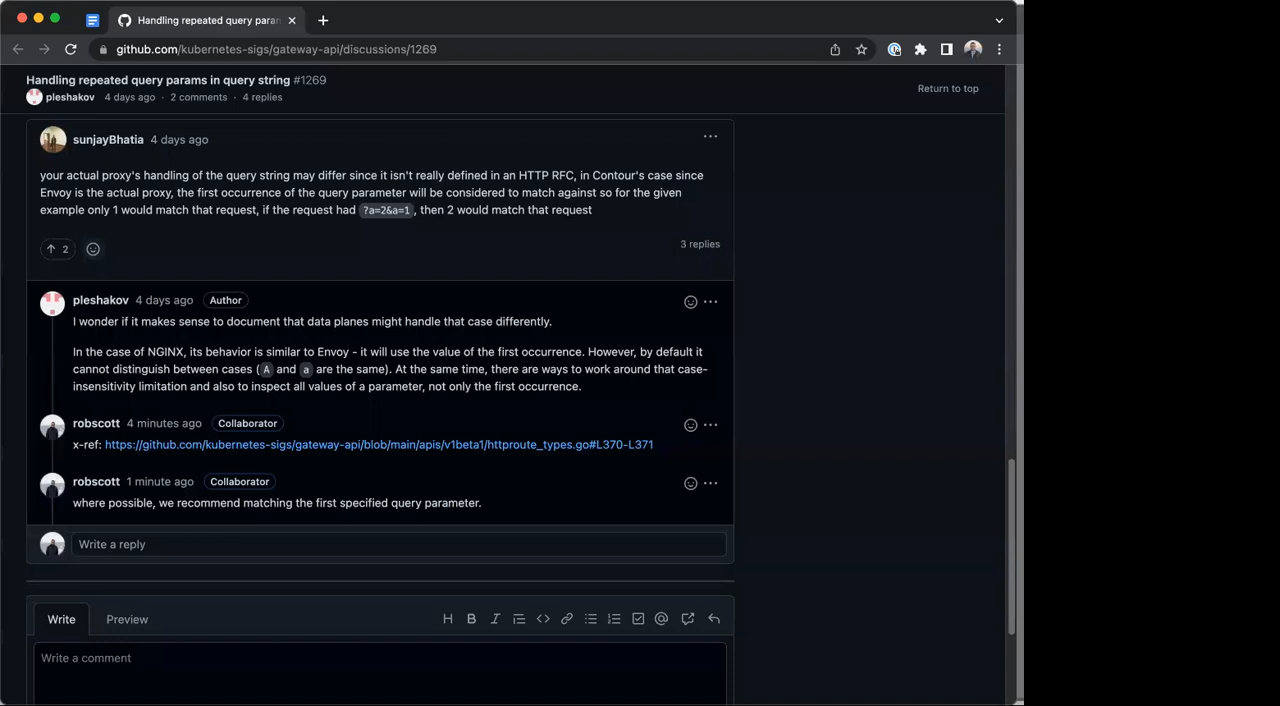 Handling repeated query param
github.com/kubernetes-sigs/gateway-api/discussions/1269
Handling repeated query params in query string #1269
pleshakov 4 days ago · 2 comments · 4 replies
Return to top
sunjayBhatia 4 days ago
your actual proxy's handling of the query string may differ since it isn't really defined in an HTTP RFC, in Contour's case since
Envoy is the actual proxy, the first occurrence of the query parameter will be considered to match against so for the given
example only 1 would match that request, if the request had ?a=2&a=1, then 2 would match that request
2
3 replies
pleshakov 4 days ago Author
I wonder if it makes sense to document that data planes might handle that case differently.
In the case of NGINX, its behavior is similar to Envoy - it will use the value of the first occurrence. However, by default it
cannot distinguish between cases (A and a are the same). At the same time, there are ways to work around that case-
insensitivity limitation and also to inspect all values of a parameter, not only the first occurrence.
robscott 4 minutes ago Collaborator
x-ref: https://github.com/kubernetes-sigs/gateway-api/blob/main/apis/v1beta1/httproute_types.go#L370-L371
robscott 1 minute ago Collaborator
where possible, we recommend matching the first specified query parameter.
Write a reply
Write Preview
Write a comment